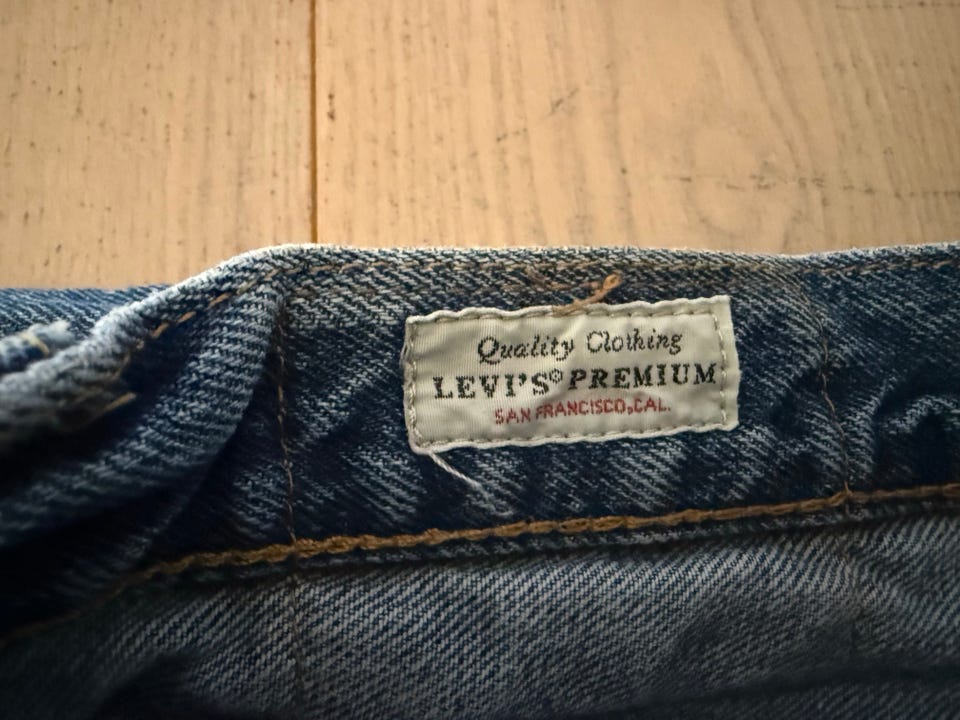 Quality Clothing
LEVI'S® PREMIUM
SAN FRANCISCO, CAL.